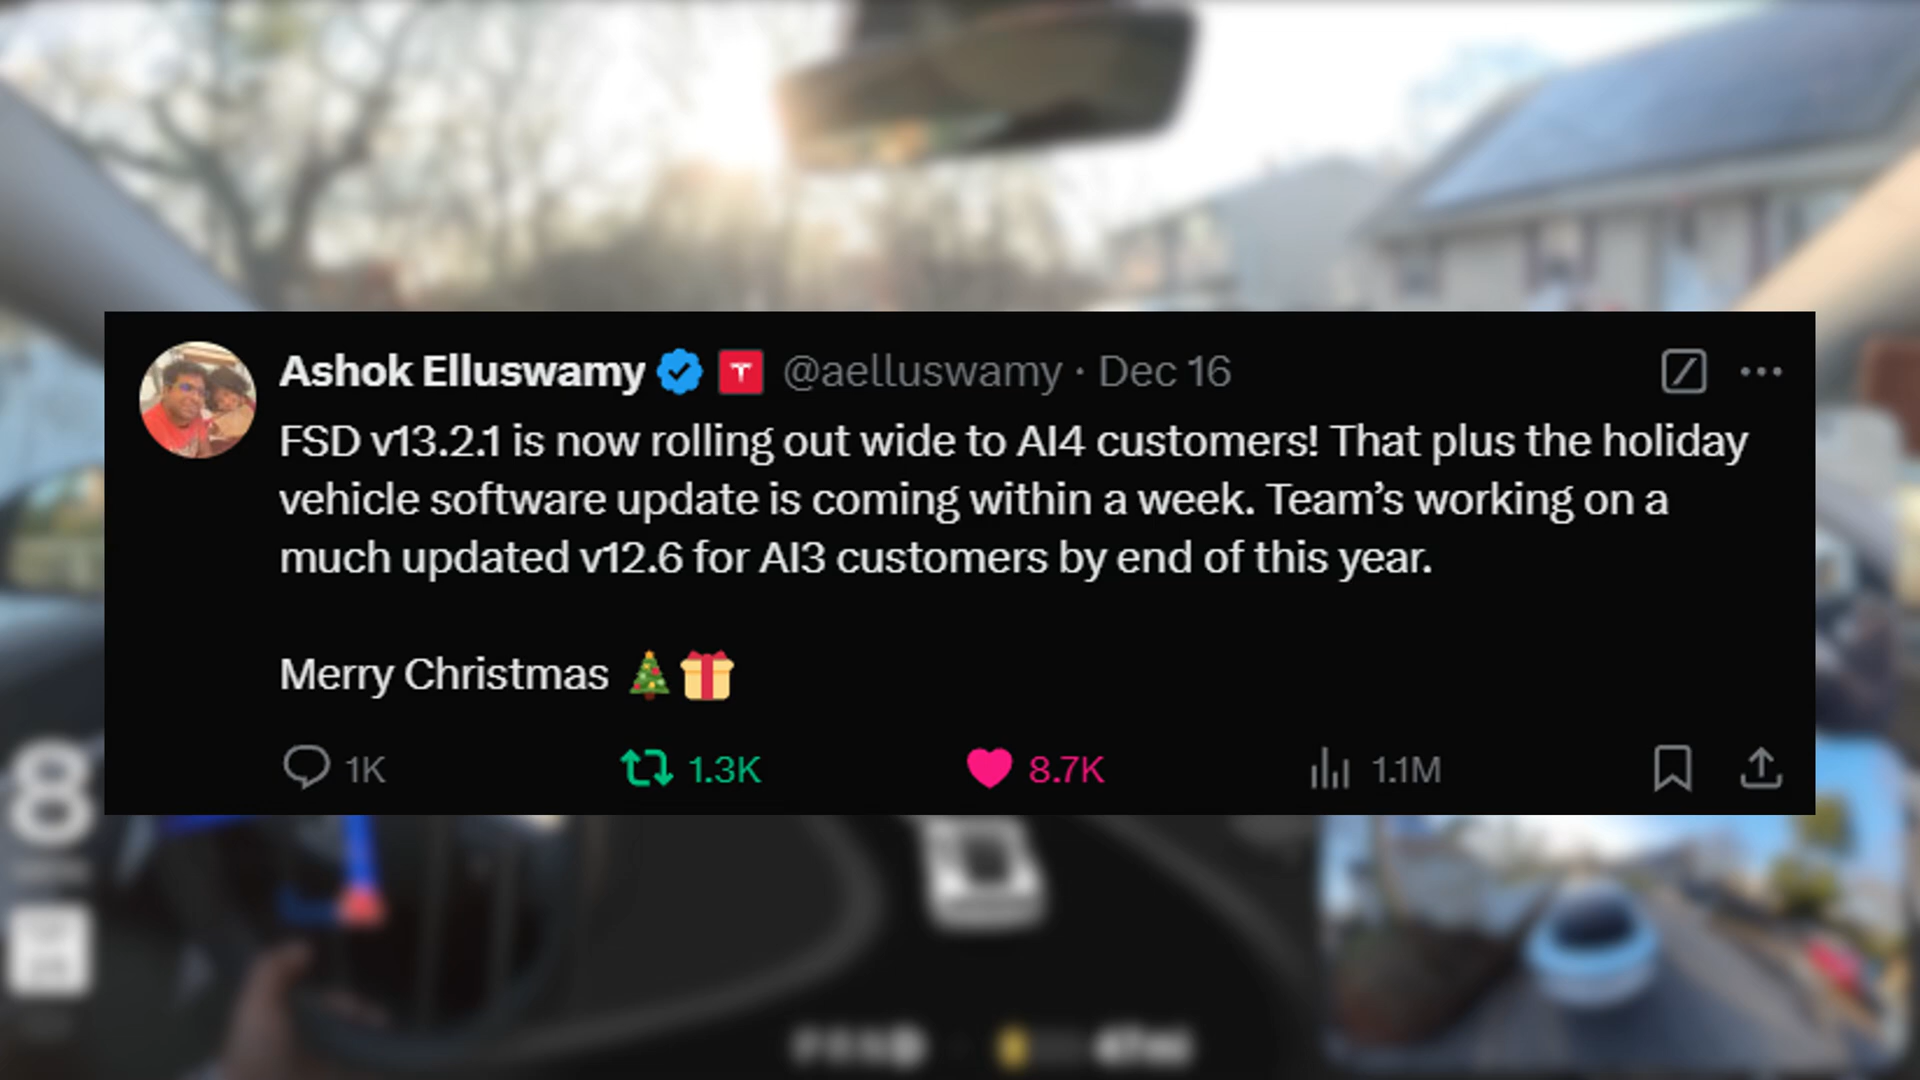 Ashok Elluswamy @aelluswamy · Dec 16
FSD v13.2.1 is now rolling out wide to AI4 customers! That plus the holiday
vehicle software update is coming within a week. Team’s working on a
much updated v12.6 for AI3 customers by end of this year.
Merry Christmas 🎄🎁
1K 1.3K 8.7K 1.1M
8